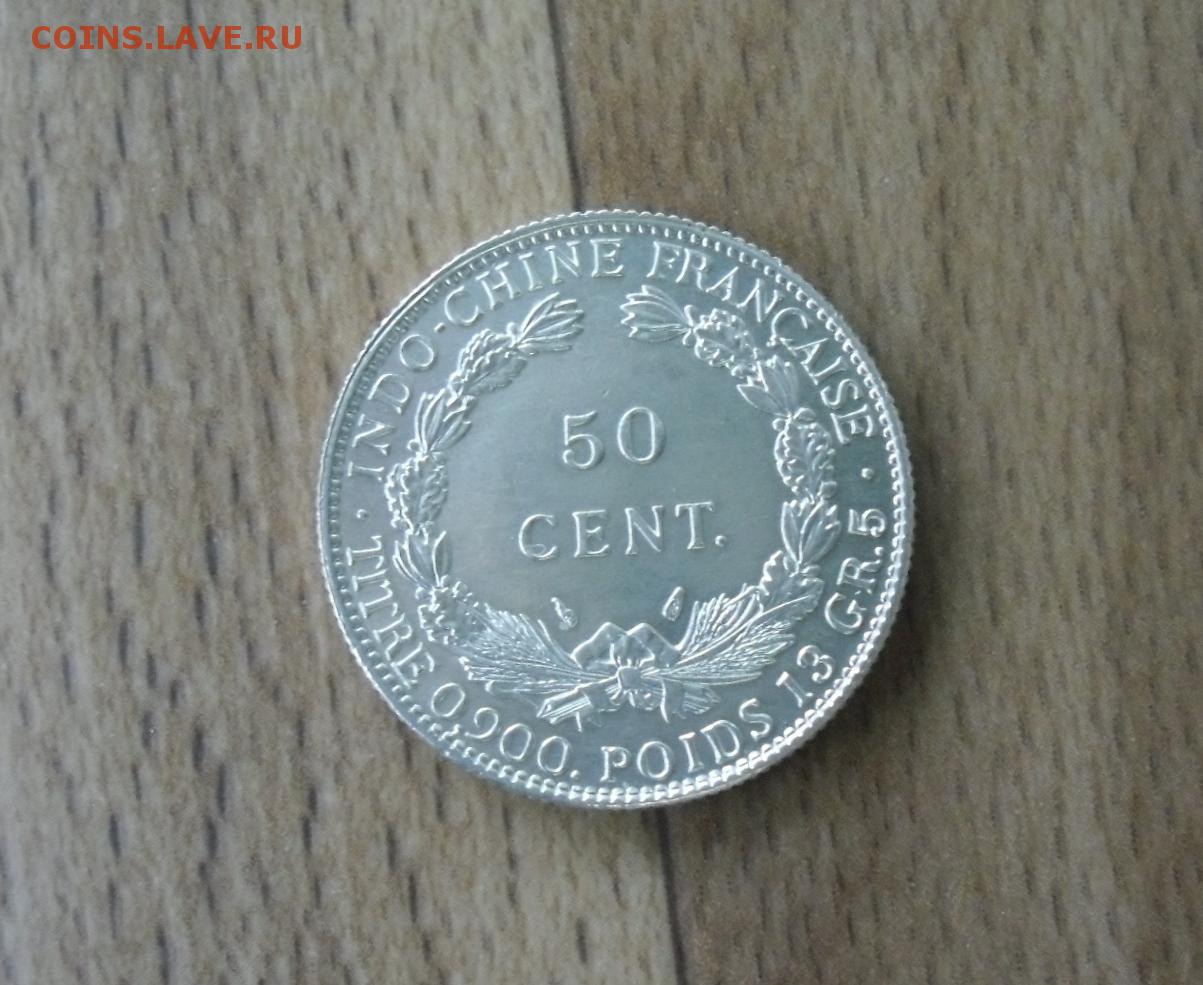 COINS.LAVE.RU
INDO-CHINE FRANÇAISE
50
CENT.
· TITRE 0,900. POIDS 13 GR.5 ·